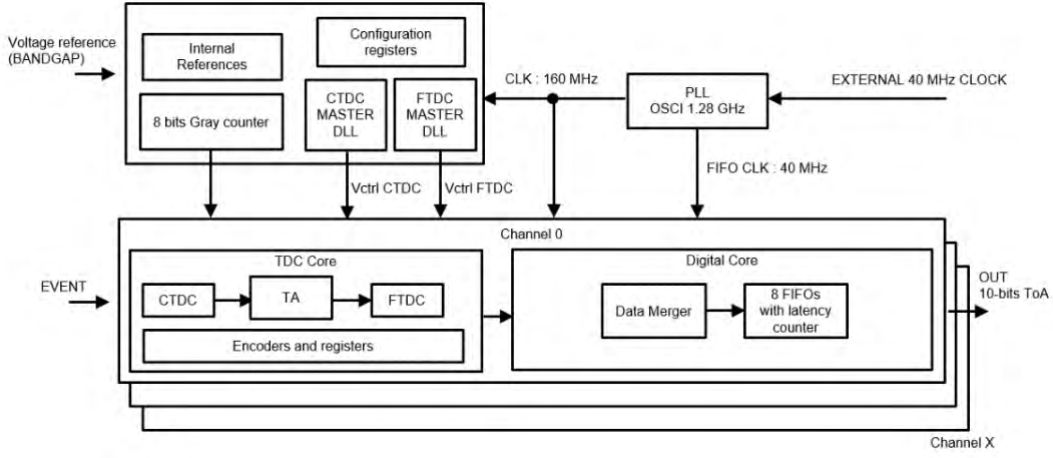 Voltage reference
(BANDGAP)
Internal
References
Configuration
registers
8 bits Gray counter
CTDC
MASTER
DLL
FTDC
MASTER
DLL
CLK : 160 MHz
PLL
OSCI 1.28 GHz
EXTERNAL 40 MHz CLOCK
FIFO CLK : 40 MHz
Vctrl CTDC
Vctrl FTDC
Channel 0
EVENT
TDC Core
CTDC
TA
FTDC
Encoders and registers
Digital Core
Data Merger
8 FIFOs
with latency
counter
OUT
10-bits ToA
Channel X